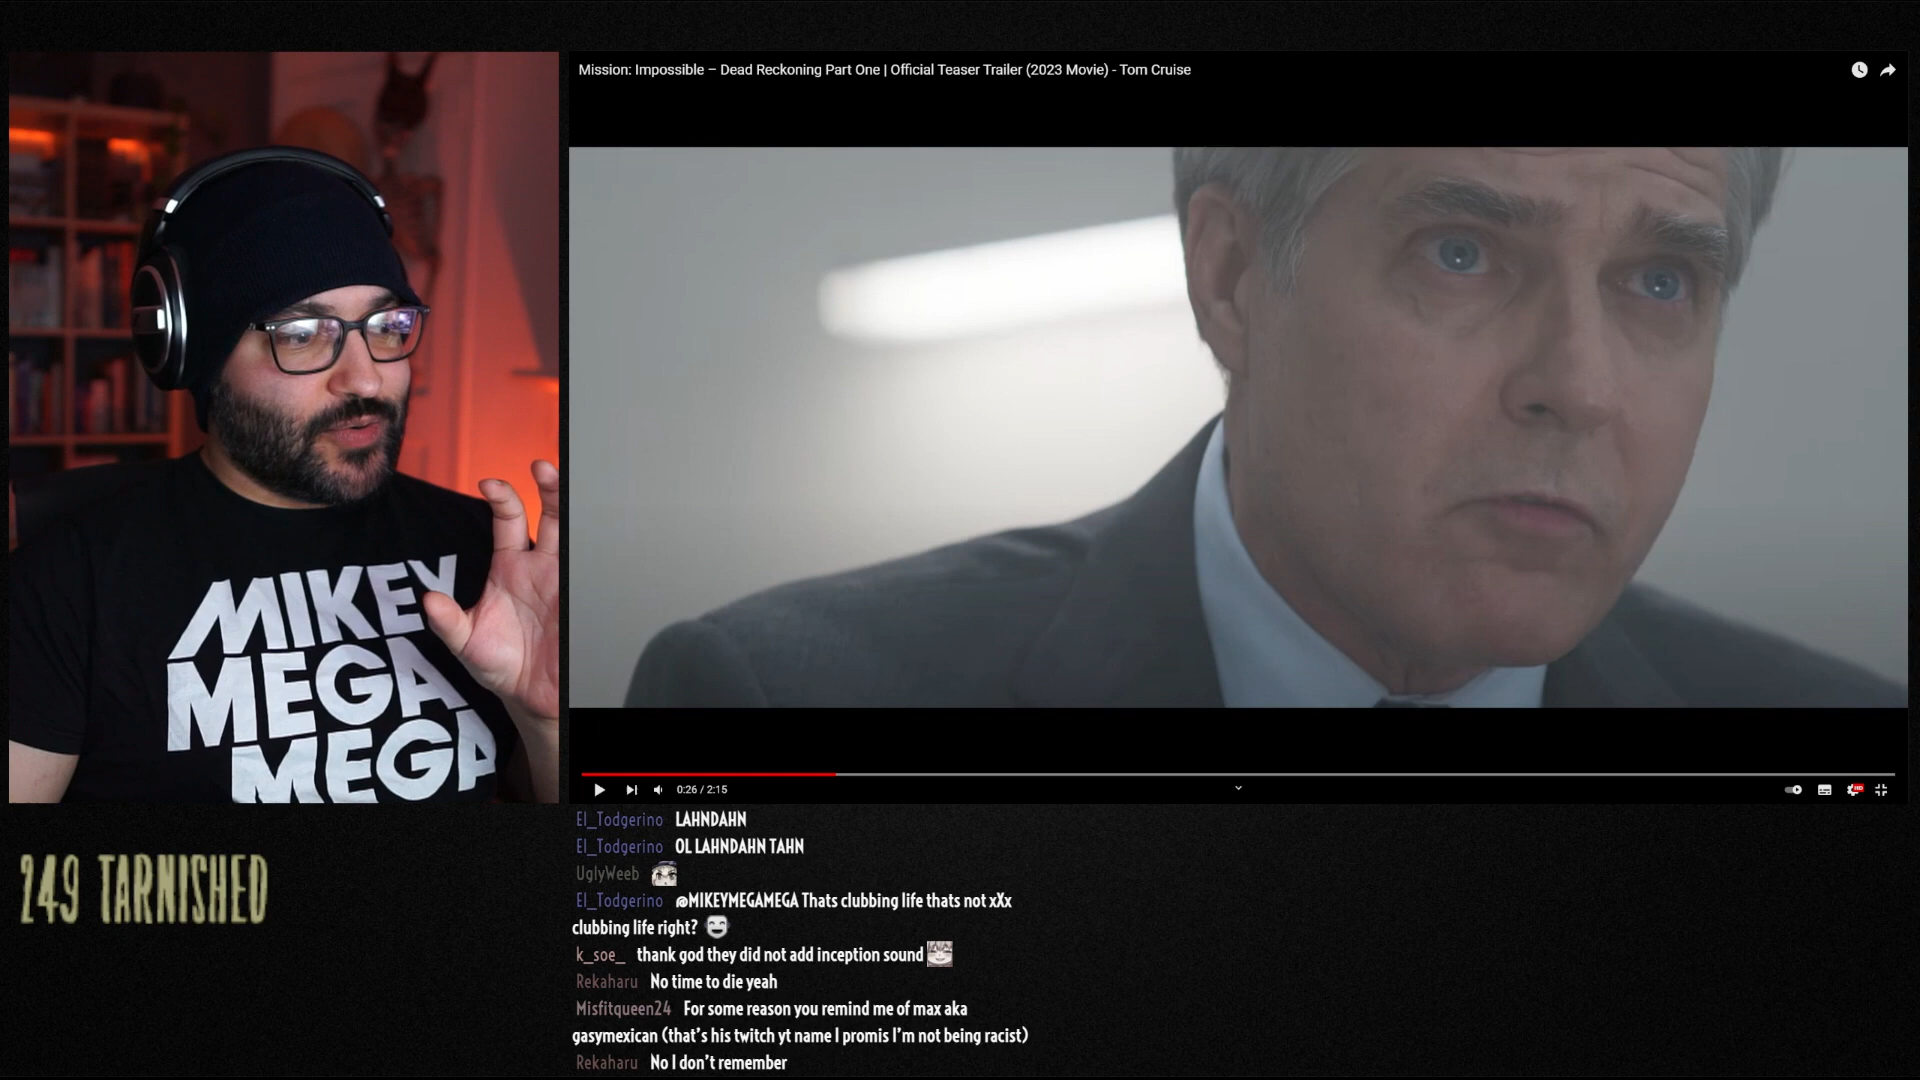 Mission: Impossible – Dead Reckoning Part One | Official Teaser Trailer (2023 Movie) - Tom Cruise
MIKEY
MEGA
MEGA
0:26 / 2:15
HD
El_Todgerino LAHNDAHN
El_Todgerino OL LAHNDAHN TAHN
UglyWeeb
El_Todgerino @MIKEYMEGAMEGA Thats clubbing life thats not xXx
clubbing life right?
k_soe_ thank god they did not add inception sound
Rekaharu No time to die yeah
Misfitqueen24 For some reason you remind me of max aka
gasymexican (that's his twitch yt name I promis I'm not being racist)
Rekaharu No I don't remember
249 TARNISHED